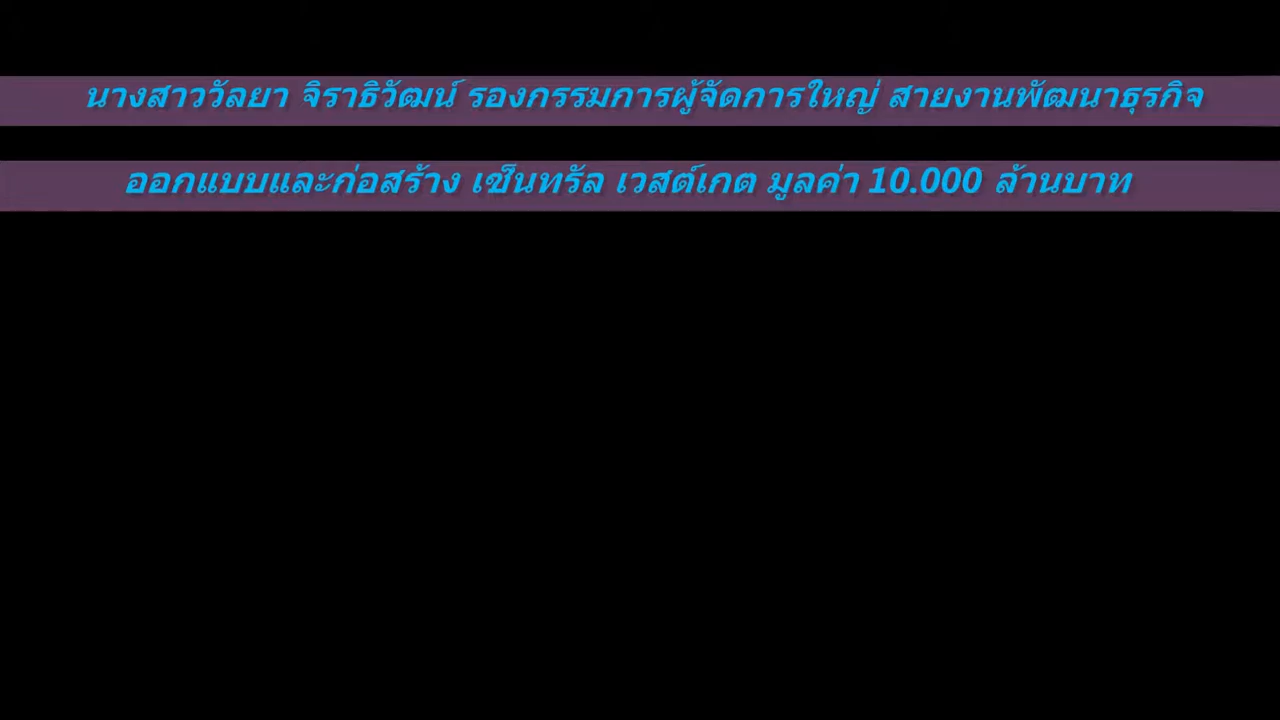 นางสาววัลยา จิราธิวัฒน์ รองกรรมการผู้จัดการใหญ่ สายงานพัฒนาธุรกิจ
ออกแบบและก่อสร้าง เซ็นทรัล เวสต์เกต มูลค่า 10.000 ล้านบาท